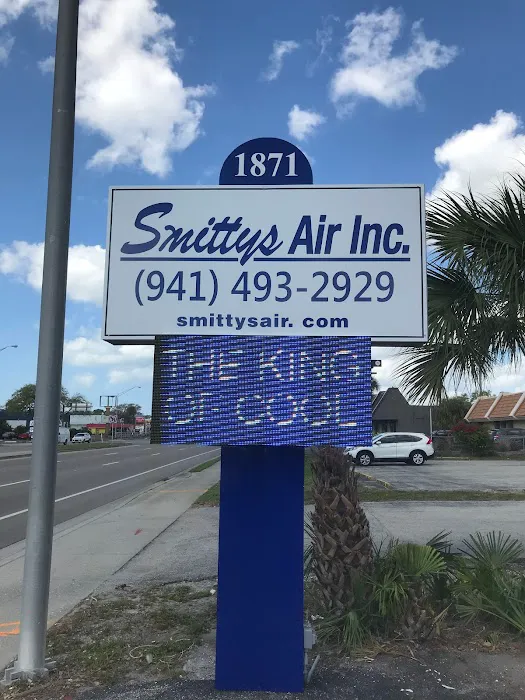 1871
Smittys Air Inc.
(941) 493-2929
smittysair. com
THE KING
OF COOL